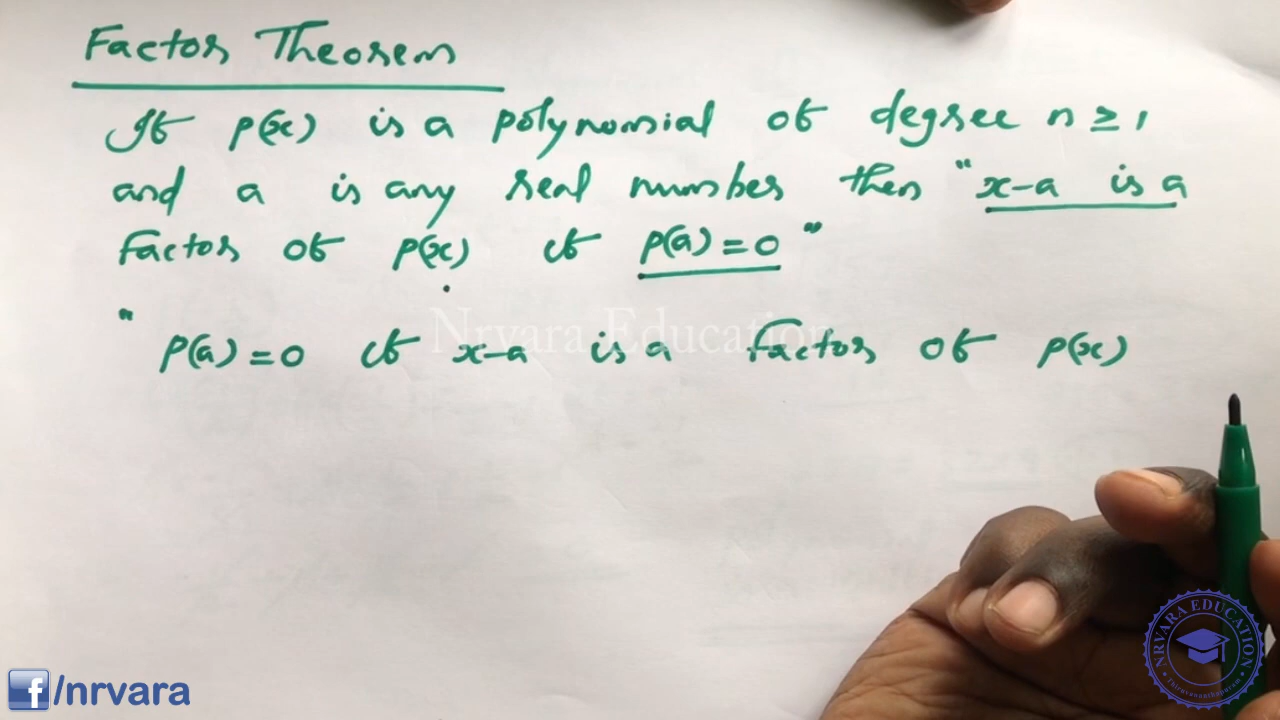 Factor Theorem
If p(x) is a polynomial of degree n ≥ 1
and a is any real number then "x-a is a
factor of p(x) if p(a) = 0"
" p(a) = 0 if x-a is a factor of p(x)
Nrvara Education
NRVARA EDUCATION
Thiruvananthapuram
f/nrvara